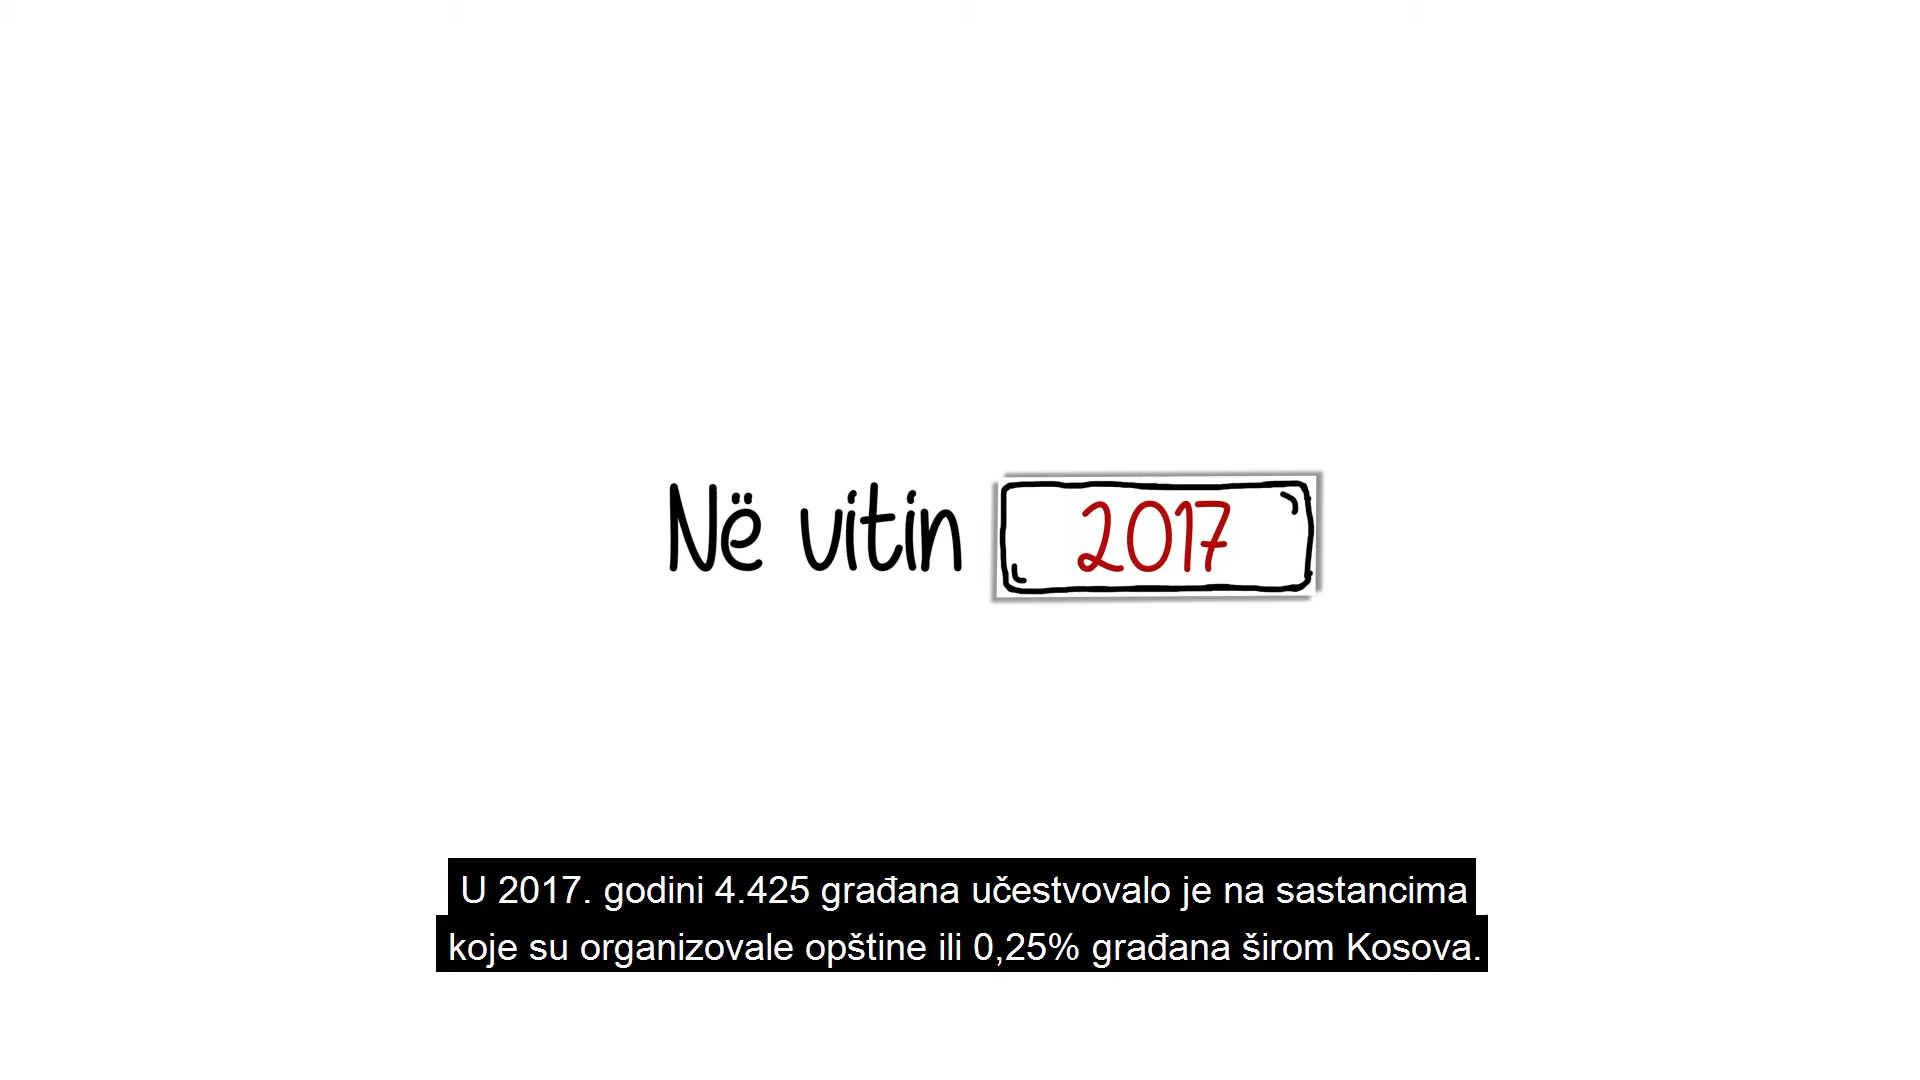 Në vitin 2017
U 2017. godini 4.425 građana učestvovalo je na sastancima
koje su organizovale opštine ili 0,25% građana širom Kosova.